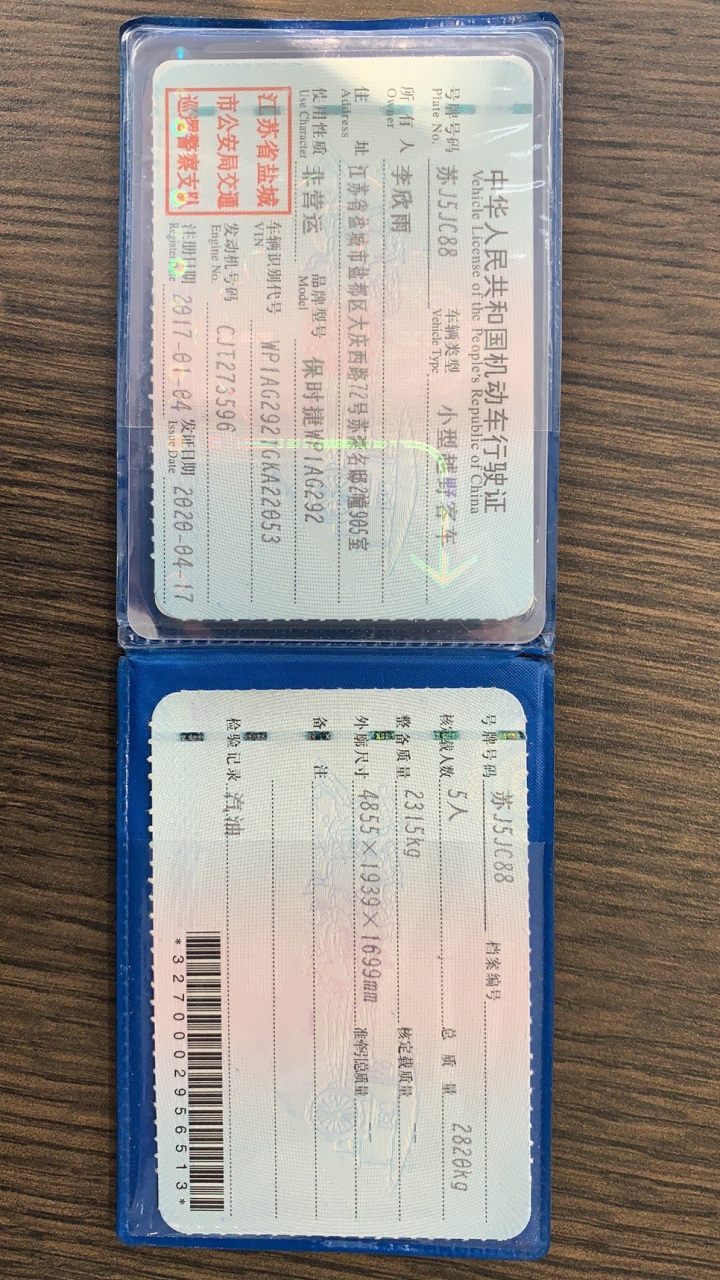 中华人民共和国机动车行驶证
Vehicle License of the People's Republic of China
号牌号码 苏J5JC88 车辆类型 小型越野客车
Plate No. Vehicle Type
所有人 李欣雨
Owner
住址 江苏省盐城市盐都区大庆西路72号苏豪名邸2幢905室
Address
使用性质 非营运 品牌型号 保时捷WP1AG292
Use Character Model
江苏省盐城
市公安局交通
巡逻警察支队
车辆识别代号 WP1AG2921GKA22053
VIN
发动机号码 CJT273596
Engine No.
注册日期 2017-01-04 发证日期 2020-04-17
Register Date Issue Date
号牌号码 苏J5JC88 档案编号
核定载人数 5人 总质量 2820kg
整备质量 2315kg 核定载质量 --
外廓尺寸 4855×1939×1699mm 准牵引总质量 --
备注
检验记录 汽油
*3270002956513*